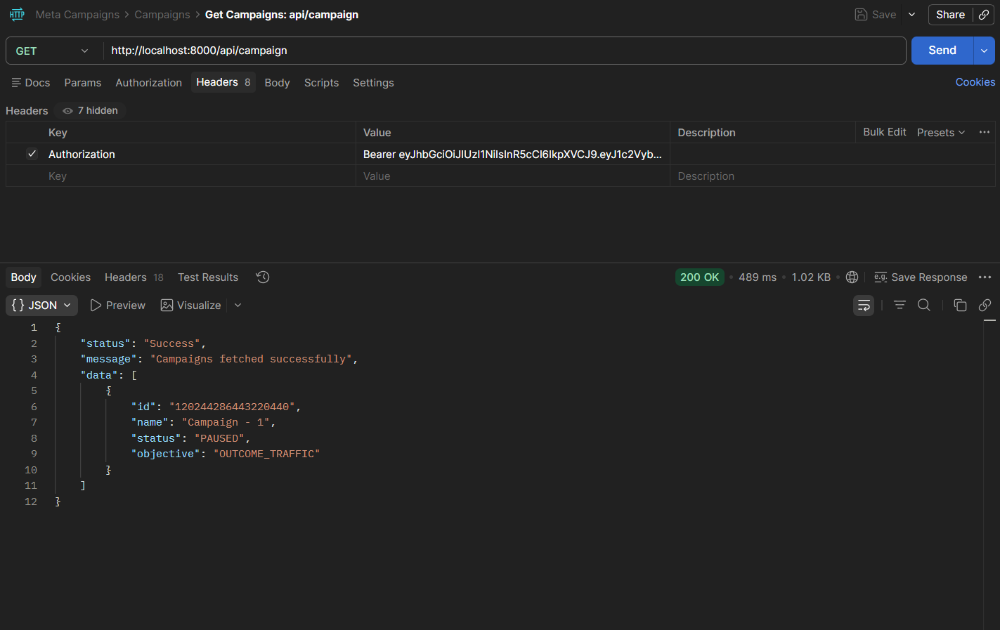 HTTP Meta Campaigns > Campaigns > Get Campaigns: api/campaign Save Share
GET http://localhost:8000/api/campaign Send
Docs Params Authorization Headers 8 Body Scripts Settings Cookies
Headers 7 hidden
Key Value Description Bulk Edit Presets
Authorization Bearer eyJhbGciOiJIUzI1NiIsInR5cCI6IkpXVCJ9.eyJ1c2Vyb...
Key Value Description
Body Cookies Headers 18 Test Results 200 OK • 489 ms • 1.02 KB • e.g. Save Response
{} JSON Preview Visualize
1 {
2 "status": "Success",
3 "message": "Campaigns fetched successfully",
4 "data": [
5 {
6 "id": "120244286443220440",
7 "name": "Campaign - 1",
8 "status": "PAUSED",
9 "objective": "OUTCOME_TRAFFIC"
10 }
11 ]
12 }